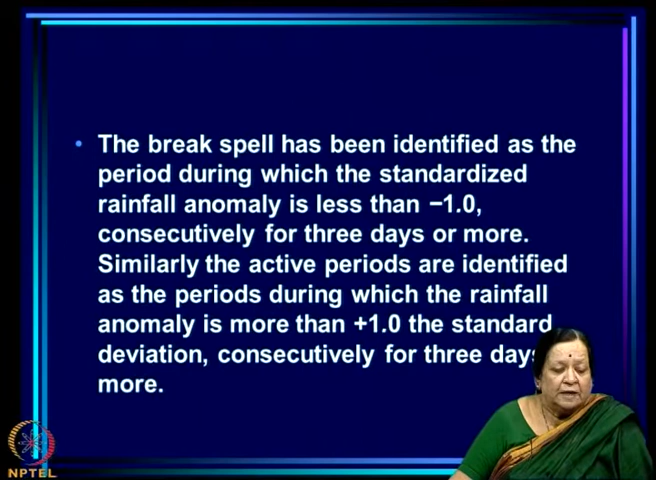 • The break spell has been identified as the
period during which the standardized
rainfall anomaly is less than −1.0,
consecutively for three days or more.
Similarly the active periods are identified
as the periods during which the rainfall
anomaly is more than +1.0 the standard
deviation, consecutively for three days
more.
NPTEL